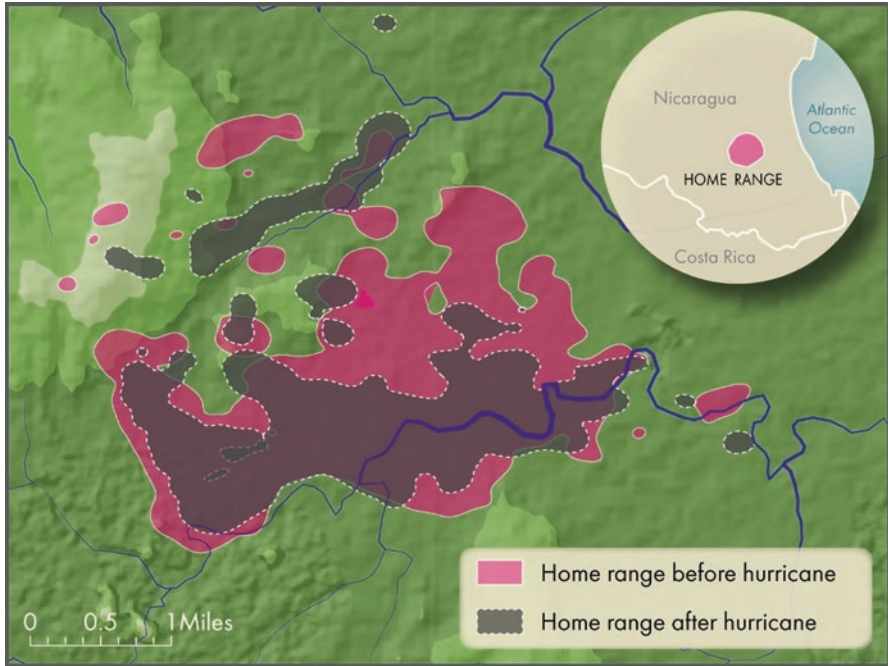 Nicaragua
Atlantic
Ocean
HOME RANGE
Costa Rica
Home range before hurricane
Home range after hurricane
0 0.5 1 Miles